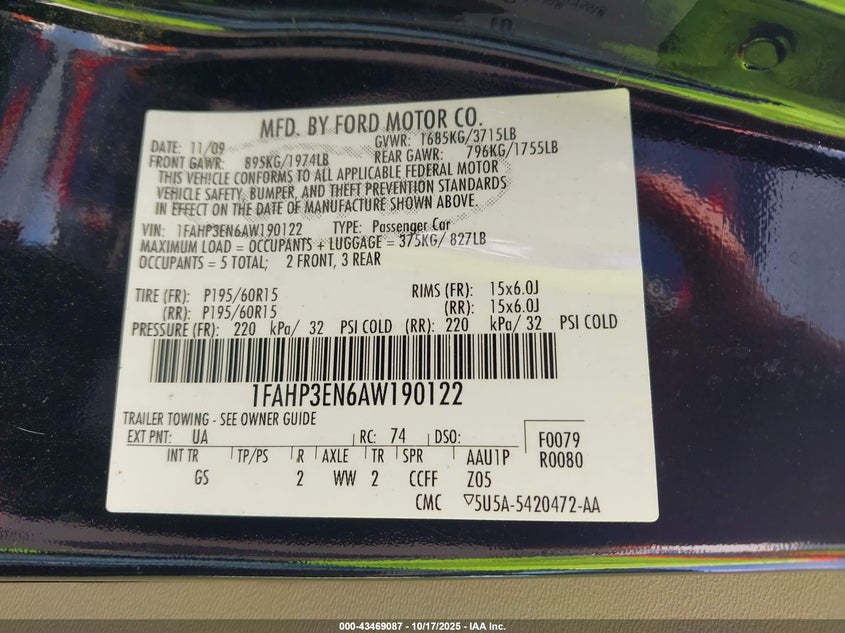 MFD. BY FORD MOTOR CO.
DATE: 11/09 GVWR: 1685KG/3715LB
FRONT GAWR: 895KG/1974LB REAR GAWR: 796KG/1755LB
THIS VEHICLE CONFORMS TO ALL APPLICABLE FEDERAL MOTOR
VEHICLE SAFETY, BUMPER, AND THEFT PREVENTION STANDARDS
IN EFFECT ON THE DATE OF MANUFACTURE SHOWN ABOVE.
VIN: 1FAHP3EN6AW190122 TYPE: Passenger Car
MAXIMUM LOAD = OCCUPANTS + LUGGAGE = 375KG/ 827LB
OCCUPANTS = 5 TOTAL; 2 FRONT, 3 REAR
TIRE (FR): P195/60R15 RIMS (FR): 15x6.0J
(RR): P195/60R15 (RR): 15x6.0J
PRESSURE (FR): 220 kPa/ 32 PSI COLD (RR): 220 kPa/ 32 PSI COLD
1FAHP3EN6AW190122
TRAILER TOWING - SEE OWNER GUIDE
EXT PNT: UA RC: 74 DSO: F0079
INT TR TP/PS R AXLE TR SPR AAU1P R0080
GS 2 WW 2 CCFF Z05
CMC ▽5U5A-5420472-AA
000-43469087 - 10/17/2025 - IAA Inc.